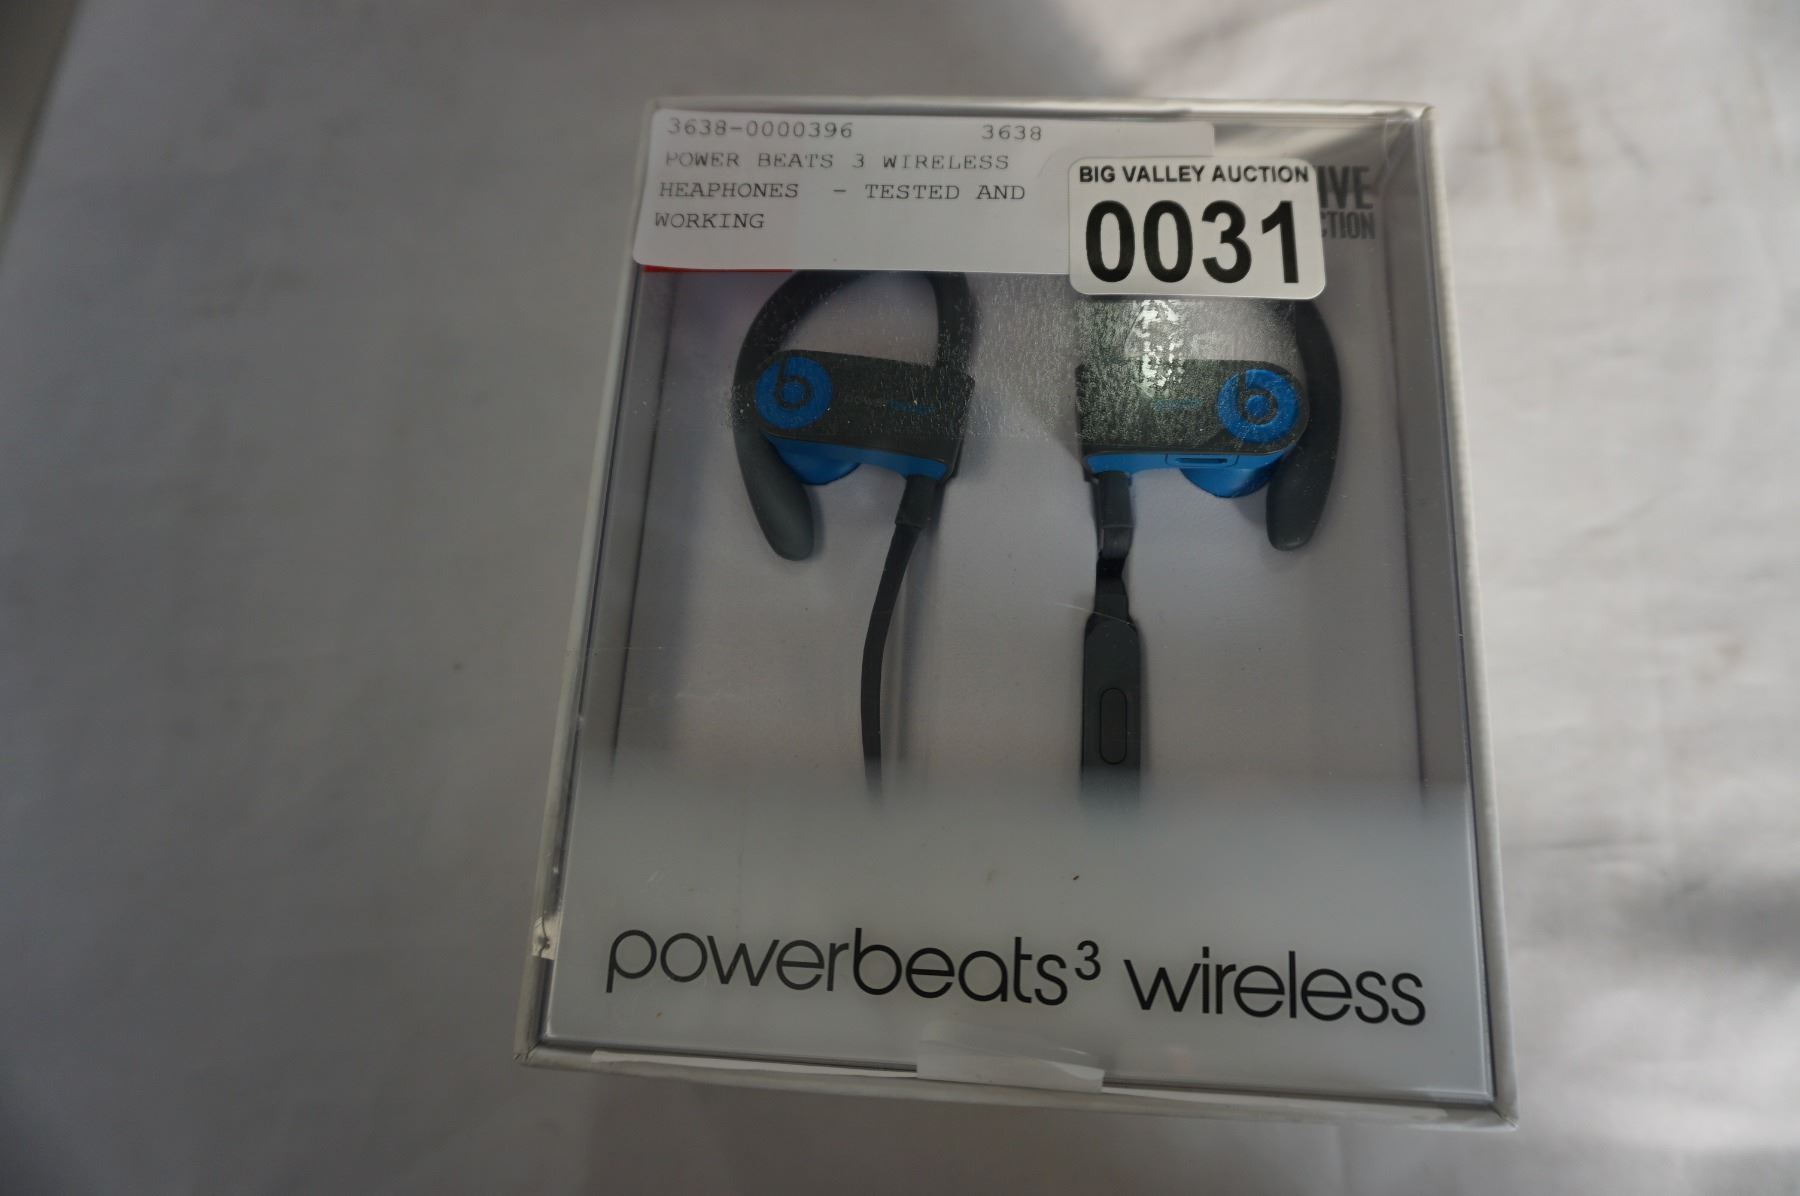 3638-0000396 3638
POWER BEATS 3 WIRELESS
HEAPHONES - TESTED AND
WORKING
BIG VALLEY AUCTION
0031
powerbeats³ wireless